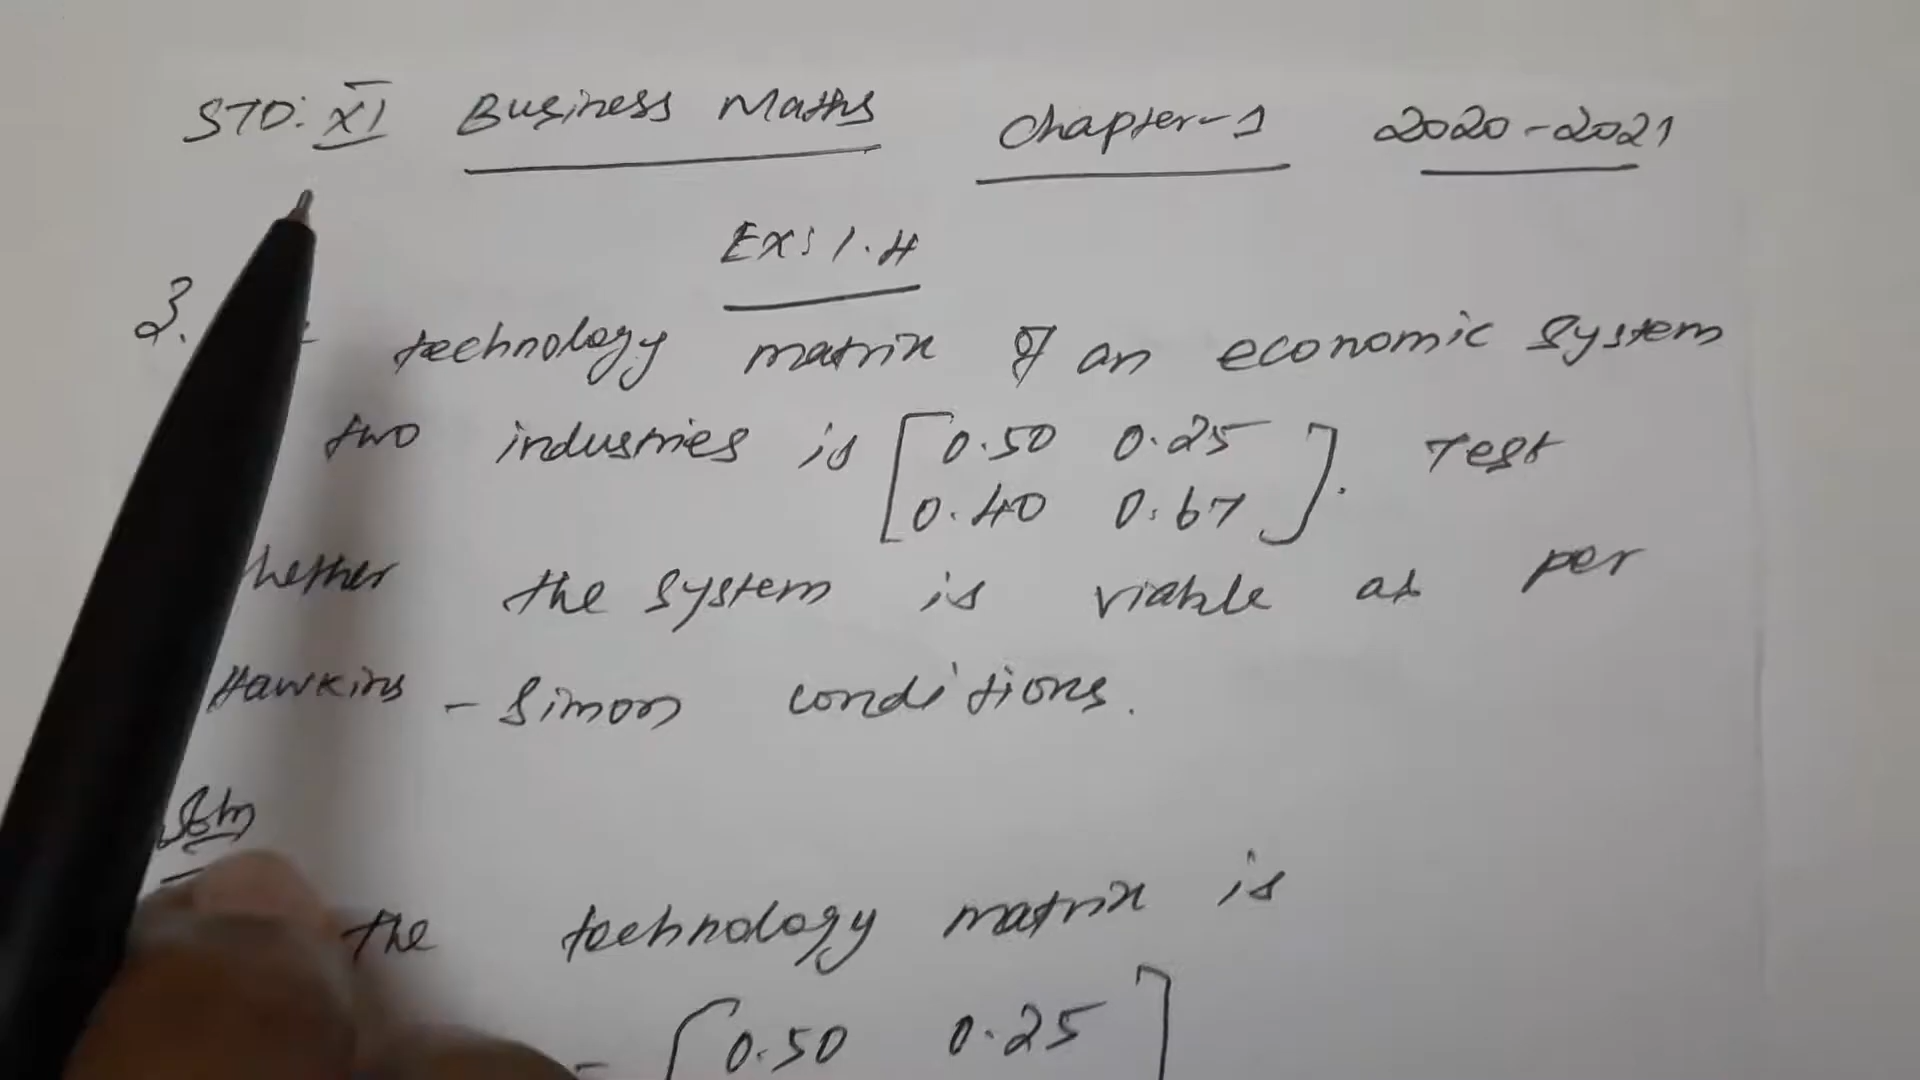 STD: XI Business Maths Chapter-1 2020-2021
Ex: 1.4
3. technology matrix of an economic system
two industries is [0.50 0.25
0.40 0.67]. Test
hether the system is viable as per
Hawkins - Simon conditions.
Soln
the technology matrix is
= [0.50 0.25]